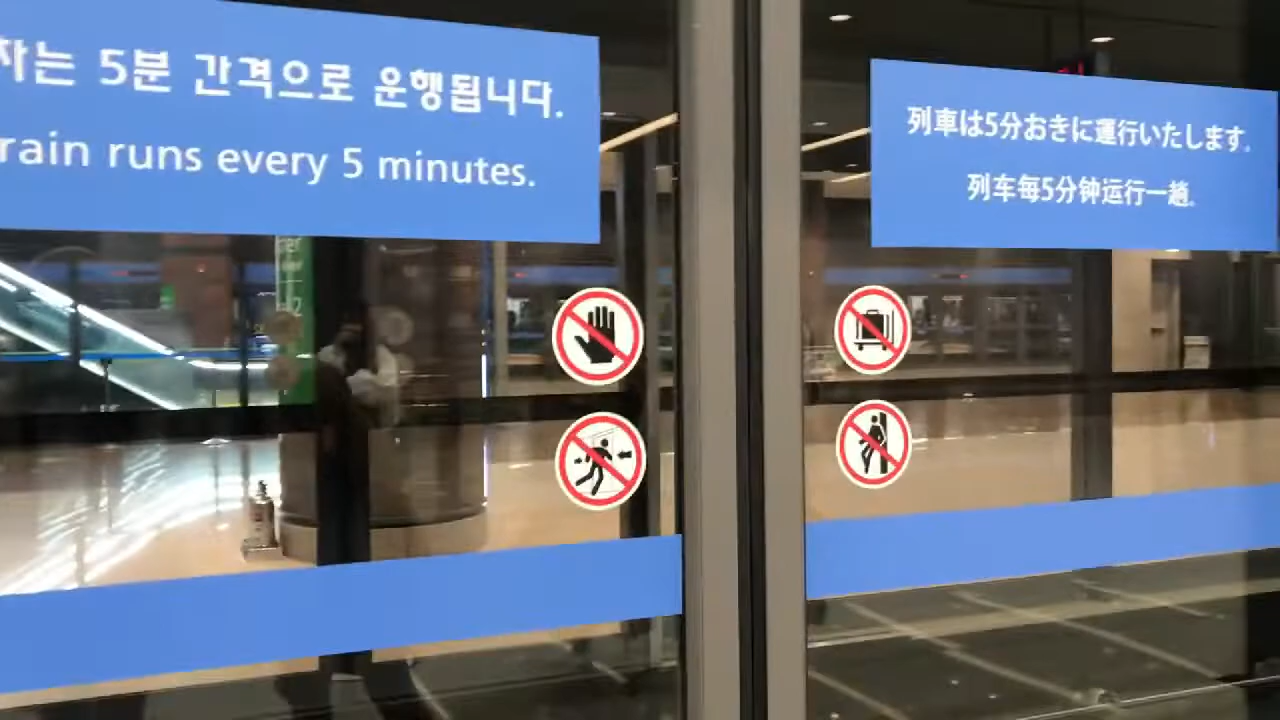 차는 5분 간격으로 운행됩니다.
rain runs every 5 minutes.
列車は5分おきに運行いたします。
列车每5分钟运行一趟。